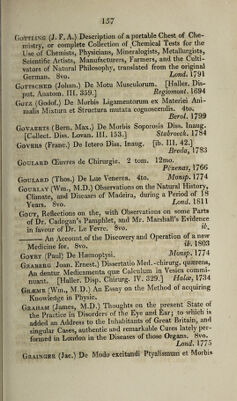 157
GOTTLING (J. F. A.) Description of a portable Chest of Che-
mistry, or complete Collection of Chemical Tests for the
Use of Chemists, Physicians, Mineralogists, Metallurgists,
Scientific Artists, Manufacturers, Farmers, and the Culti-
vators of Natural Philosophy, translated from the original
German. 8vo. Lond. 1791
GOTTSCHED (Johan.) De Motu Musculorum. [Haller. Dis-
put. Anatom. III. 359.] Regiomont. 1694
GOTZ (Godof.) De Morbis Ligamentorum ex Materiei Ani-
malis Mixtura et Structura mutata cognoscendis. 4to.
Berol. 1799
GOVAERTS (Bern. Max.) De Morbis Soporosis Diss. Inaug.
[Collect. Diss. Lovan. III. 153.] Stabroeck. 1784
GOVERS (Franc.) De Ictero Diss. Inaug. [ib. III. 42.]
Breda, 1783
GOULARD Œuvres de Chirurgie. 2 tom. 12mo.
Pézenas, 1766
GOULARD (Thos.) De Lue Venerea. 4to. Monsp. 1774
GOURLAY (Wm., M.D.) Observations on the Natural History,
Climate, and Diseases of Madeira, during a Period of 18
Years. 8vo. Lond. 1811
GOUT, Reflections on the, with Observations on some Parts
of Dr. Cadogan's Pamphlet, and Mr. Marshall's Evidence
in favour of Dr. Le Fevre. 8vo. ib.
—— An Account of the Discovery and Operation of a new
Medicine for. 8vo. ib. 1803
GOYET (Paul) De Hæmoptysi. Monsp. 1774
GRABERG (Joan. Ernest.) Dissertatio Med.-chirurg. quærens,
An dentur Medicamenta quæ Calculum in Vesica commi-
nuant. [Haller. Disp. Chirurg. IV. 329.] Halæ, 1734
GRÆME (Wm., M.D.) An Essay on the Method of acquiring
Knowledge in Physic.
GRAHAM (James, M.D.) Thoughts on the present State of
the Practice in Disorders of the Eye and Ear; to which is
added an Address to the Inhabitants of Great Britain, and
singular Cases, authentic and remarkable Cures lately per-
formed in London in the Diseases of those Organs. 8vo.
Lond. 1775
GRAINGER (Jac.) De Modo excitandi Ptyalismum et Morbis